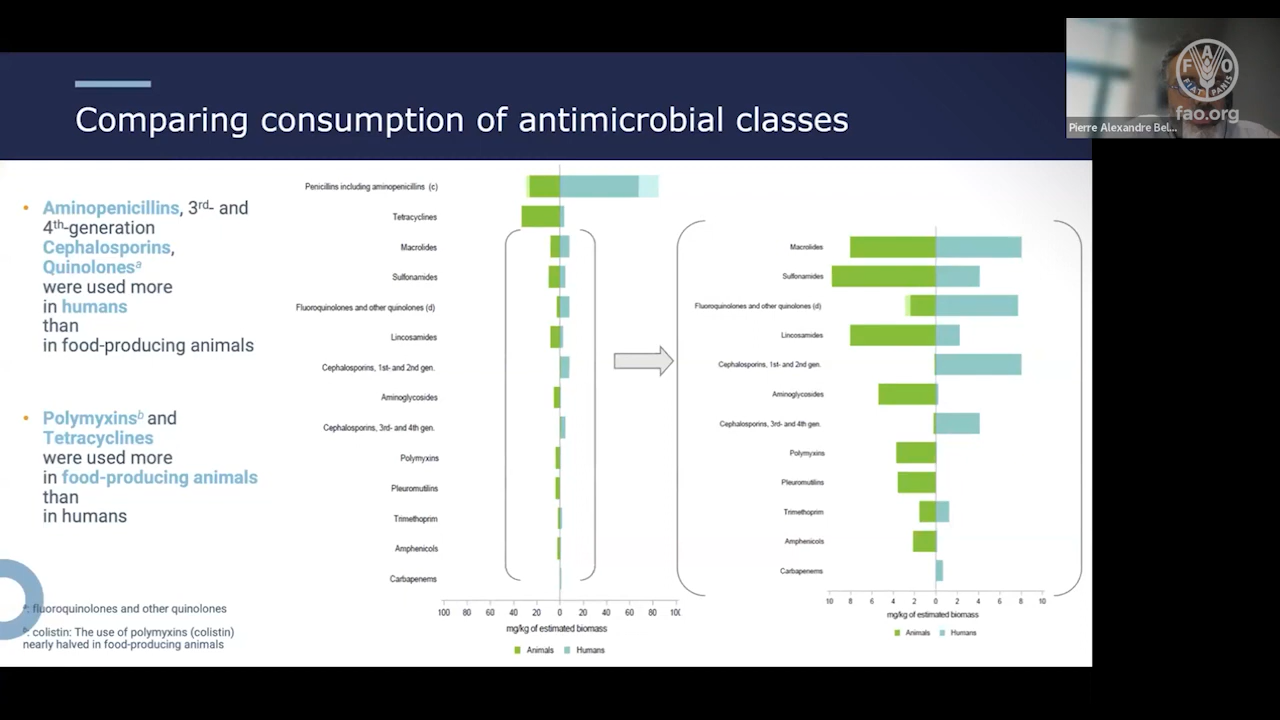 FAO
FIAT PANIS
fao.org
Pierre Alexandre Bel...
Comparing consumption of antimicrobial classes
• Aminopenicillins, 3rd- and
4th-generation
Cephalosporins,
Quinolonesa
were used more
in humans
than
in food-producing animals
• Polymyxinsb and
Tetracyclines
were used more
in food-producing animals
than
in humans
a: fluoroquinolones and other quinolones
b: colistin: The use of polymyxins (colistin)
nearly halved in food-producing animals
Penicillins including aminopenicillins (c)
Tetracyclines
Macrolides
Sulfonamides
Fluoroquinolones and other quinolones (d)
Lincosamides
Cephalosporins, 1st- and 2nd gen.
Aminoglycosides
Cephalosporins, 3rd- and 4th gen.
Polymyxins
Pleuromutilins
Trimethoprim
Amphenicols
Carbapenems
100 80 60 40 20 0 20 40 60 80 100
mg/kg of estimated biomass
Animals Humans
Macrolides
Sulfonamides
Fluoroquinolones and other quinolones (d)
Lincosamides
Cephalosporins, 1st- and 2nd gen.
Aminoglycosides
Cephalosporins, 3rd- and 4th gen.
Polymyxins
Pleuromutilins
Trimethoprim
Amphenicols
Carbapenems
10 8 6 4 2 0 2 4 6 8 10
mg/kg of estimated biomass
Animals Humans